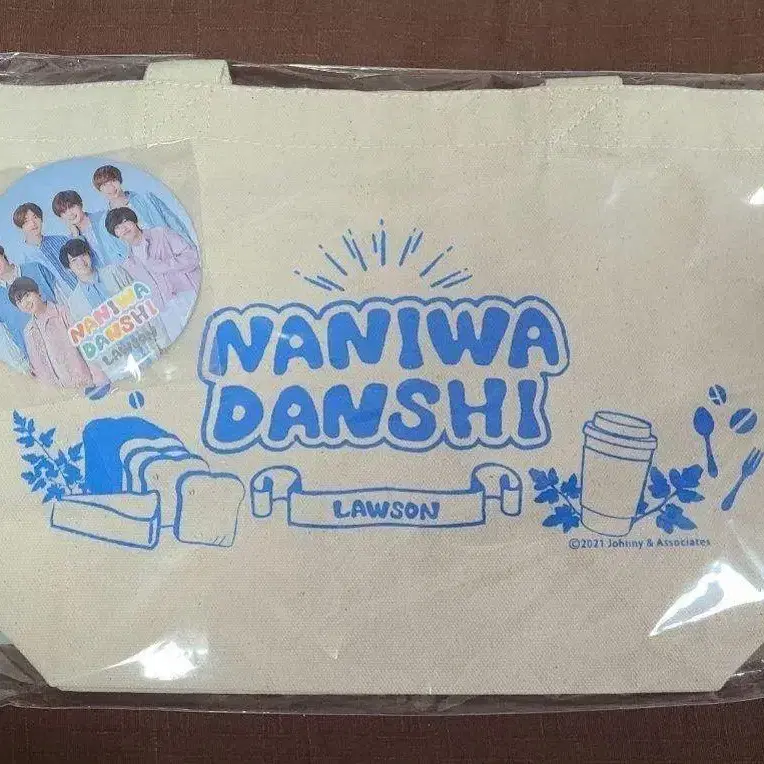 NANIWA
DANSHI
LAWSON
NANIWA
DANSHI
LAWSON
©2021 Johnny & Associates